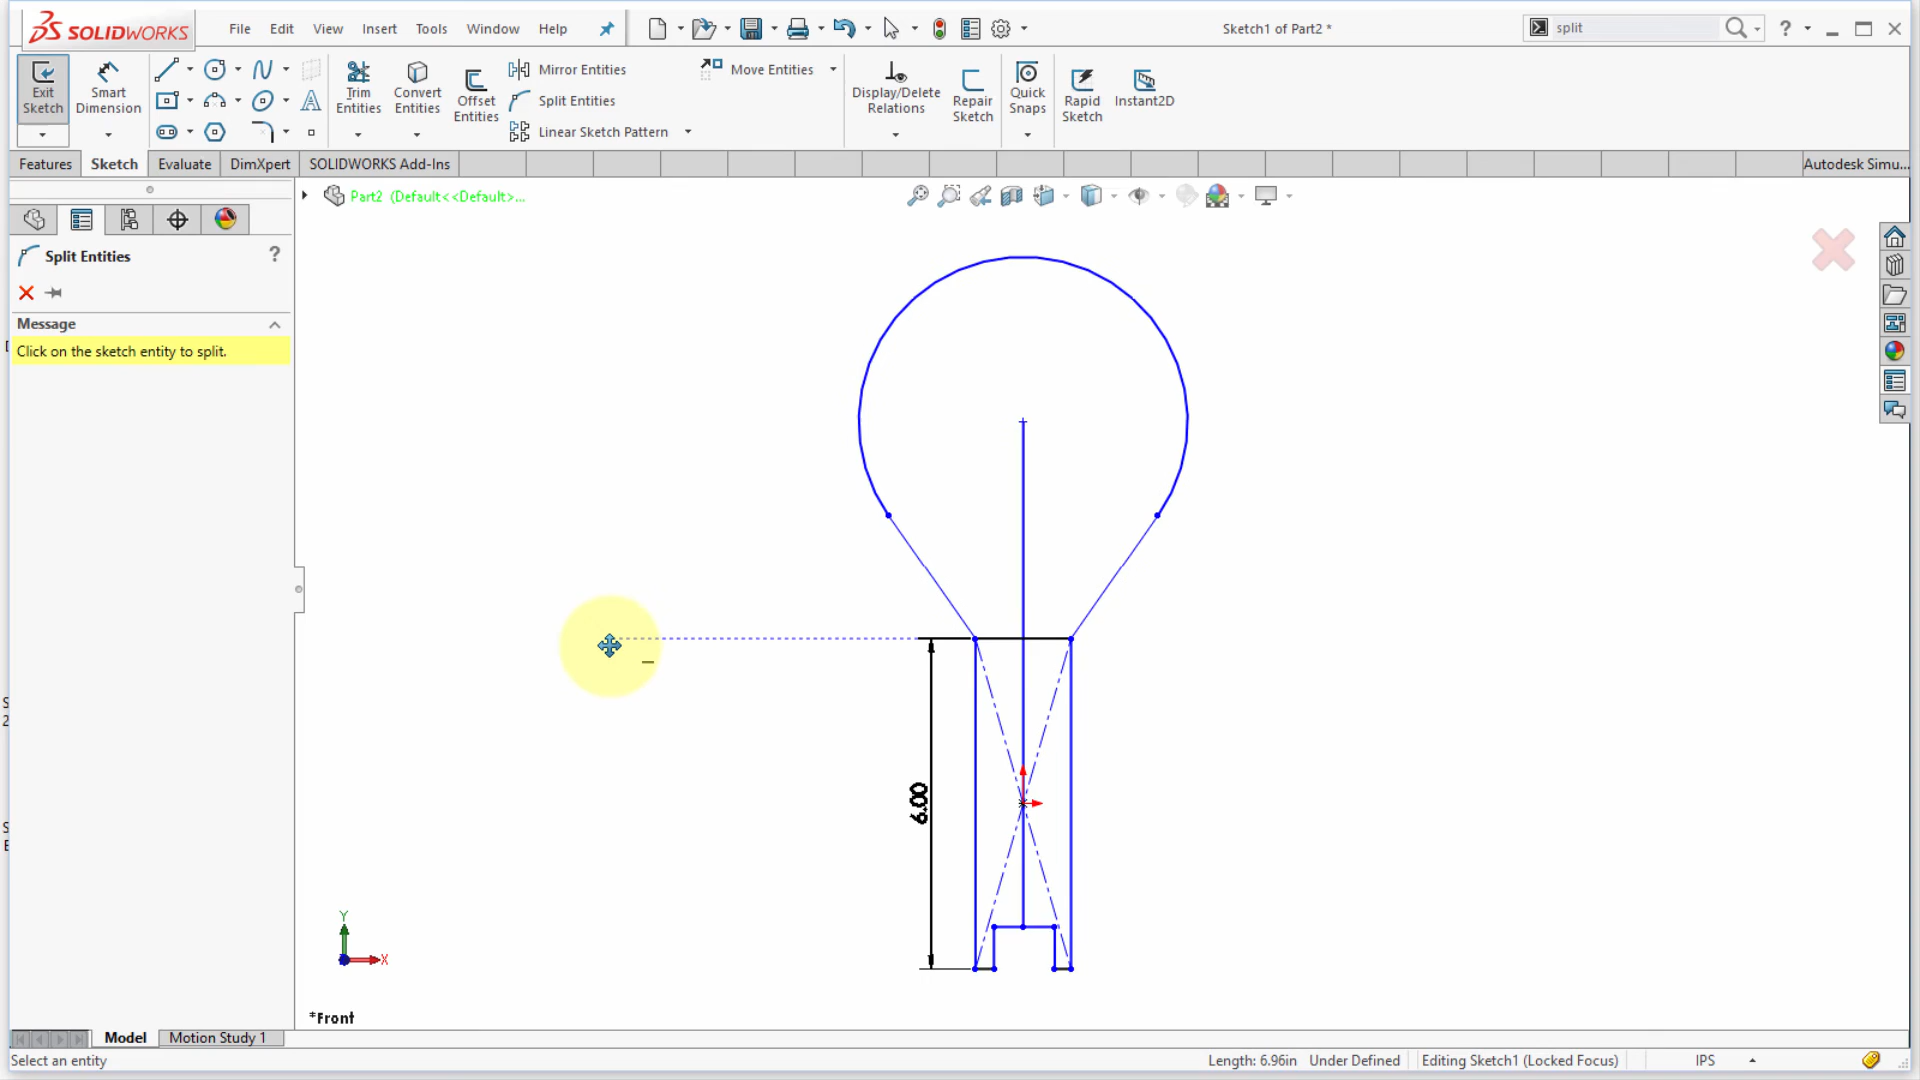 SOLIDWORKS
File Edit View Insert Tools Window Help
Sketch1 of Part2 *
split
Exit Sketch
Smart Dimension
Trim Entities
Convert Entities
Offset Entities
Mirror Entities
Split Entities
Linear Sketch Pattern
Move Entities
Display/Delete Relations
Repair Sketch
Quick Snaps
Rapid Sketch
Instant2D
Features Sketch Evaluate DimXpert SOLIDWORKS Add-Ins
Autodesk Simu...
Part2 (Default<<Default>...
Split Entities
?
Message
Click on the sketch entity to split.
6.00
Y
X
*Front
Model Motion Study 1
Select an entity
Length: 6.96in Under Defined Editing Sketch1 (Locked Focus) IPS